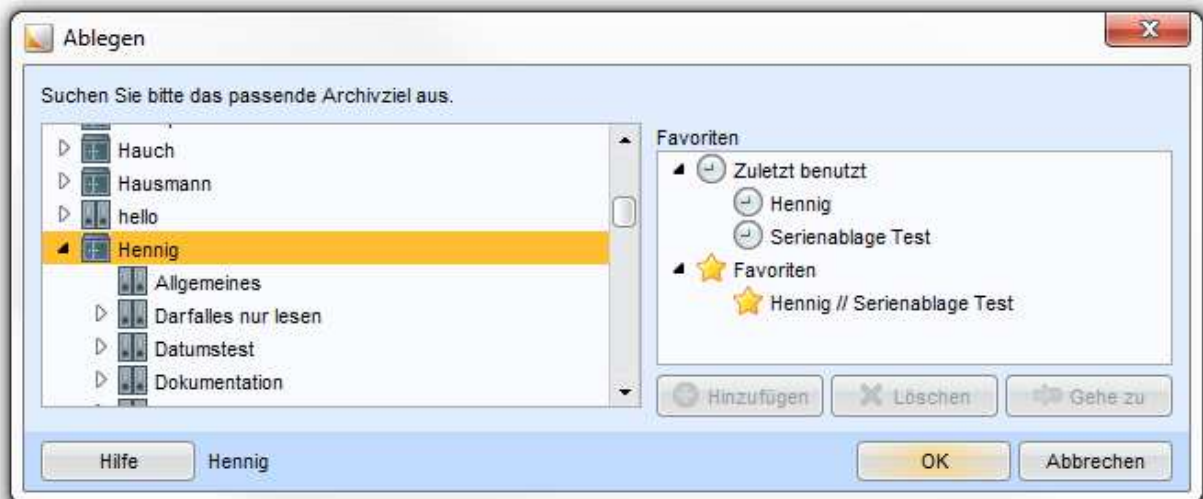 Ablegen
Suchen Sie bitte das passende Archivziel aus.
Hauch
Hausmann
hello
Hennig
Allgemeines
Darfalles nur lesen
Datumstest
Dokumentation
Favoriten
Zuletzt benutzt
Hennig
Serienablage Test
Favoriten
Hennig // Serienablage Test
Hinzufügen
Löschen
Gehe zu
Hilfe
Hennig
OK
Abbrechen